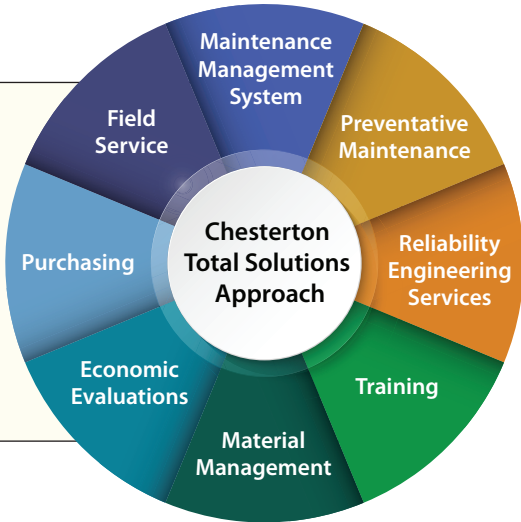 Maintenance
Management
System
Preventative
Maintenance
Reliability
Engineering
Services
Training
Material
Management
Economic
Evaluations
Purchasing
Field
Service
Chesterton
Total Solutions
Approach